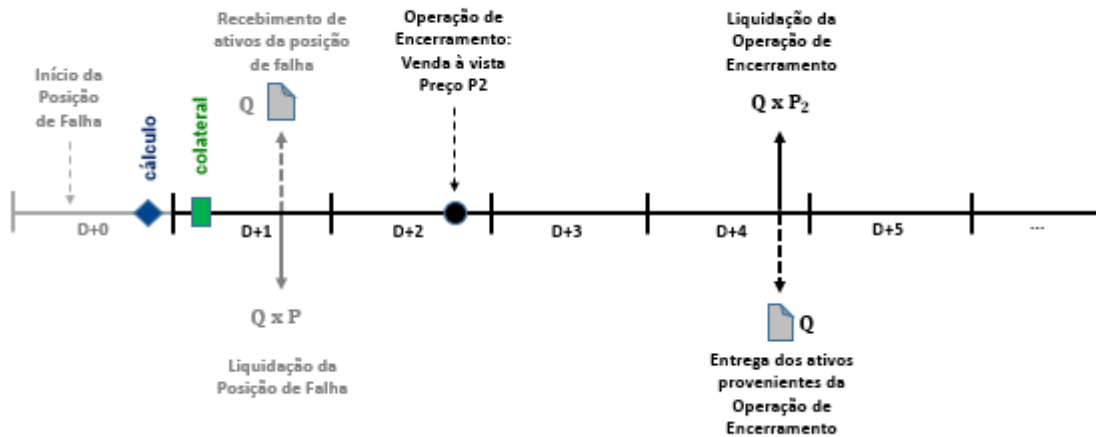 Recebimento de
ativos da posição
de falha
Operação de
Encerramento:
Venda à vista
Preço P2
Liquidação da
Operação de
Encerramento
Início da
Posição
de Falha
cálculo
colateral
Q
Q x P₂
D+0
D+1
D+2
D+3
D+4
D+5
...
Q x P
Q
Liquidação da
Posição de Falha
Entrega dos ativos
provenientes da
Operação de
Encerramento